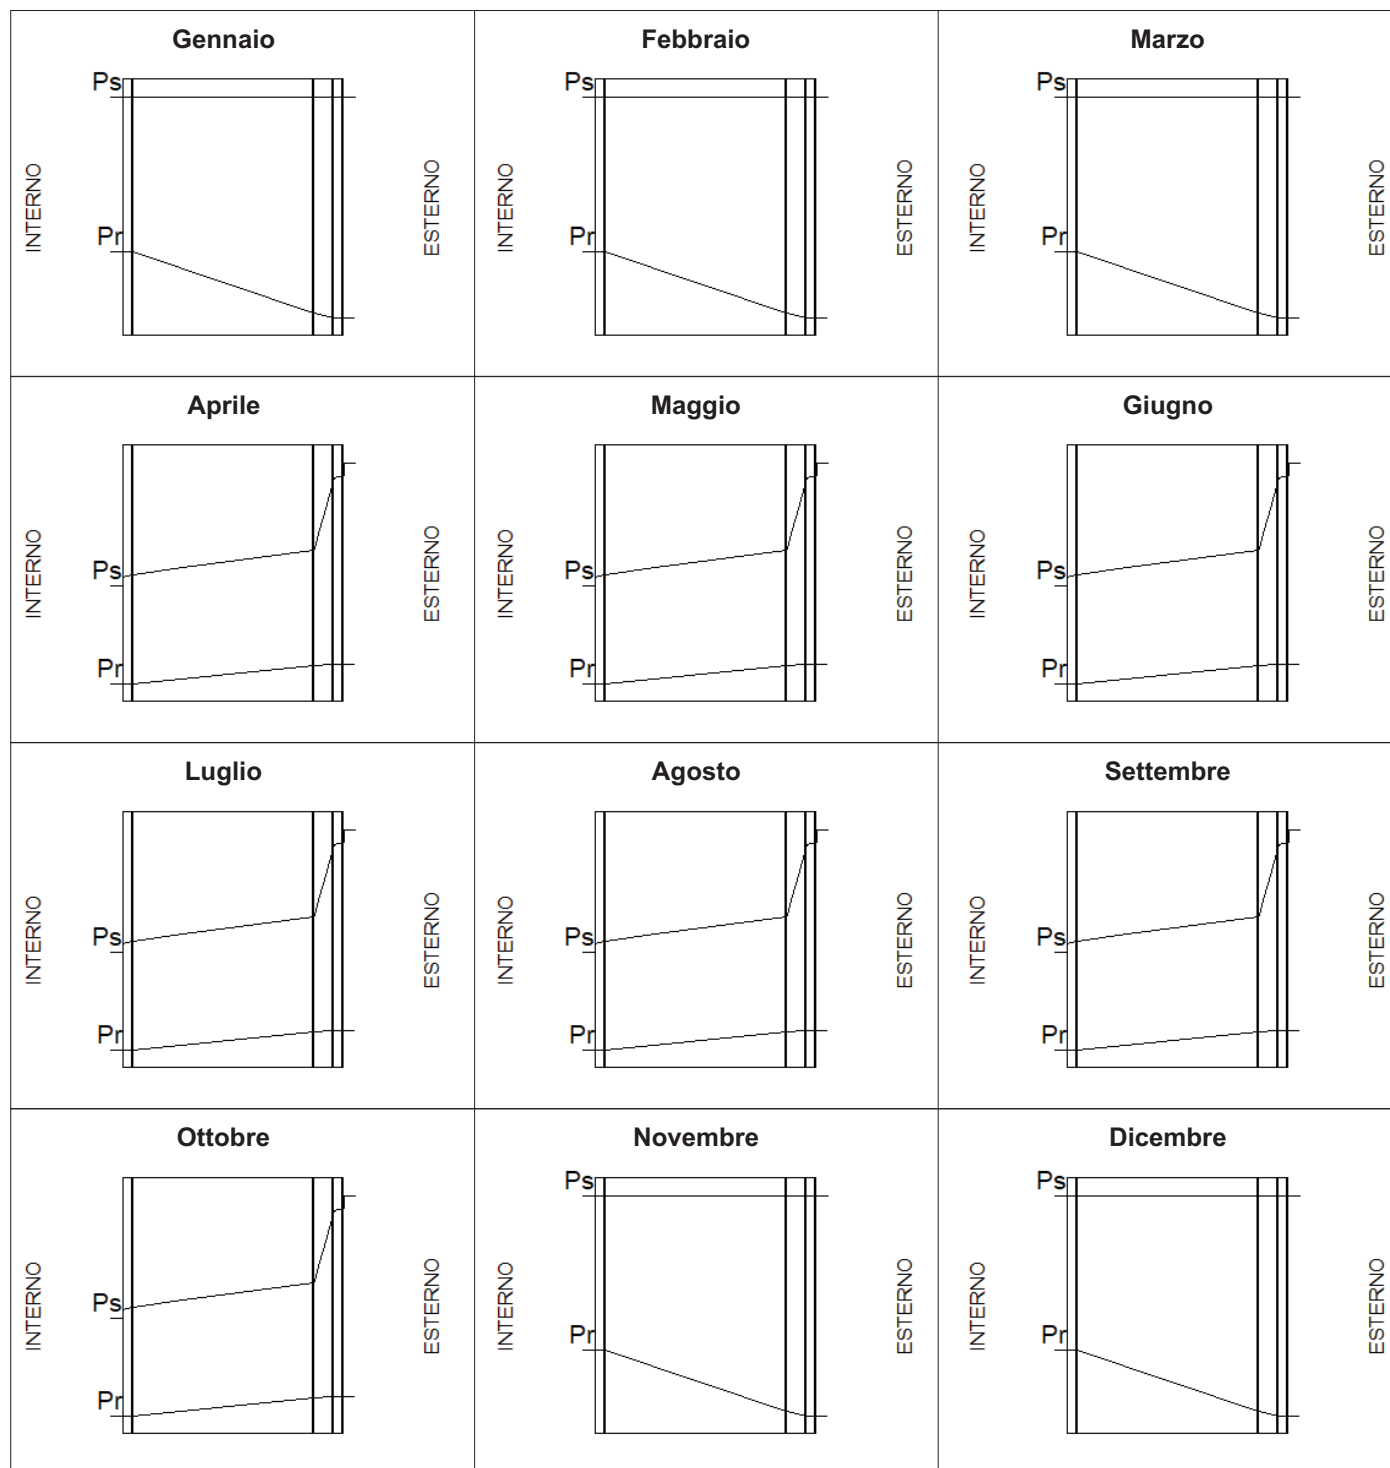 Gennaio
Ps
Pr
INTERNO
ESTERNO
Febbraio
Ps
Pr
INTERNO
ESTERNO
Marzo
Ps
Pr
INTERNO
ESTERNO
Aprile
Ps
Pr
INTERNO
ESTERNO
Maggio
Ps
Pr
INTERNO
ESTERNO
Giugno
Ps
Pr
INTERNO
ESTERNO
Luglio
Ps
Pr
INTERNO
ESTERNO
Agosto
Ps
Pr
INTERNO
ESTERNO
Settembre
Ps
Pr
INTERNO
ESTERNO
Ottobre
Ps
Pr
INTERNO
ESTERNO
Novembre
Ps
Pr
INTERNO
ESTERNO
Dicembre
Ps
Pr
INTERNO
ESTERNO